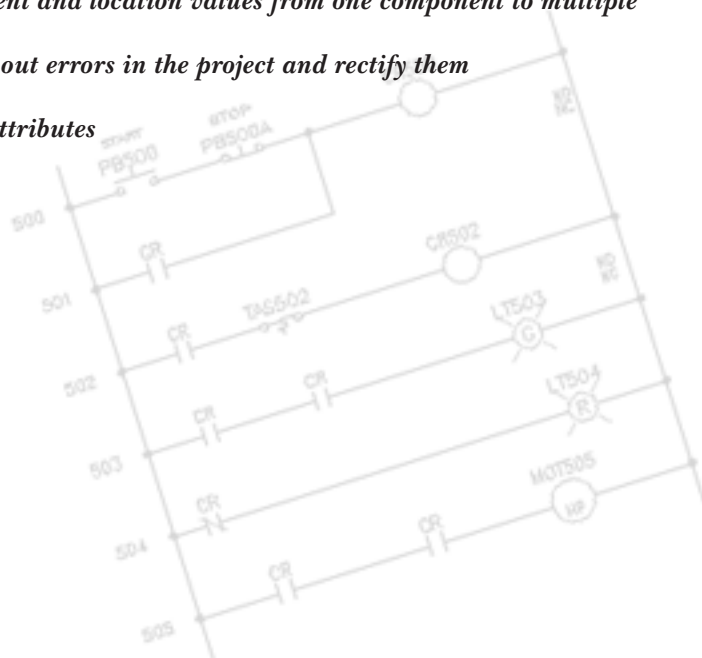 ent and location values from one component to multiple
out errors in the project and rectify them
ttributes
START
STOP
PB500
PB500A
500
CR
CR502
501
TAS502
CR
LT503
G
502
CR
CR
LT504
R
503
CR
MOT505
HP
504
CR
CR
505